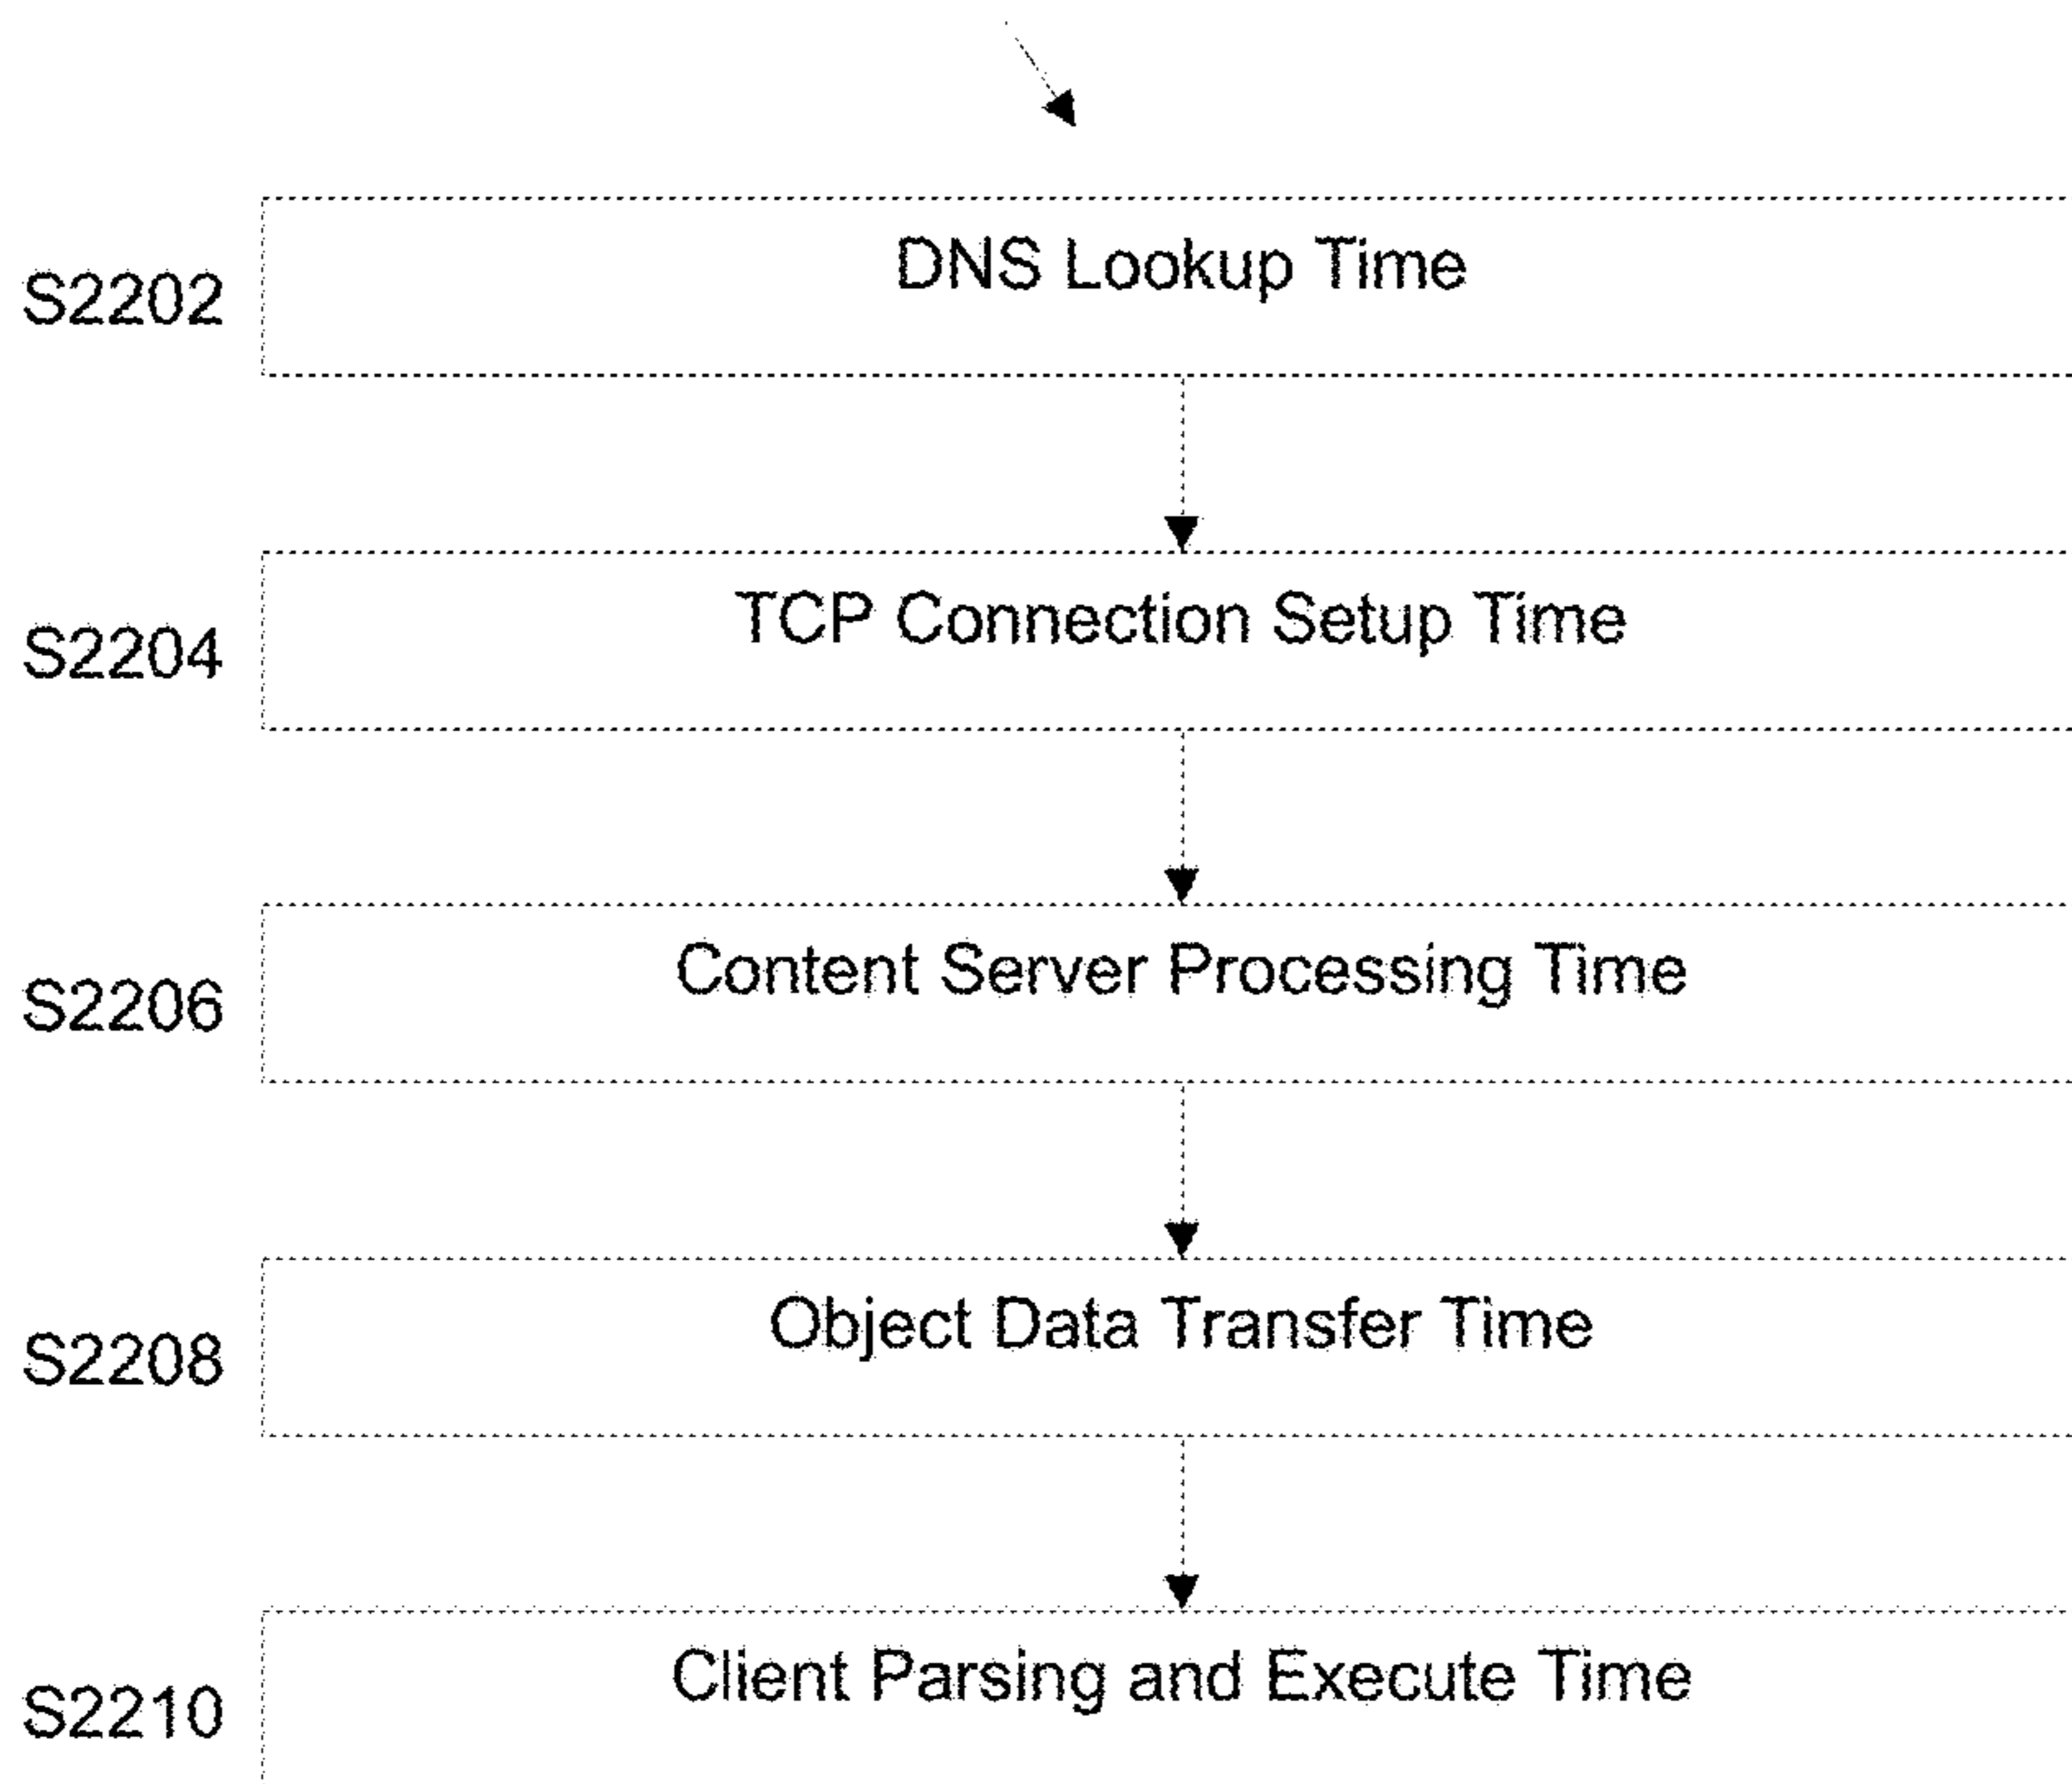 DNS Lookup Time
S2202
TCP Connection Setup Time
S2204
Content Server Processing Time
S2206
Object Data Transfer Time
S2208
Client Parsing and Execute Time
S2210